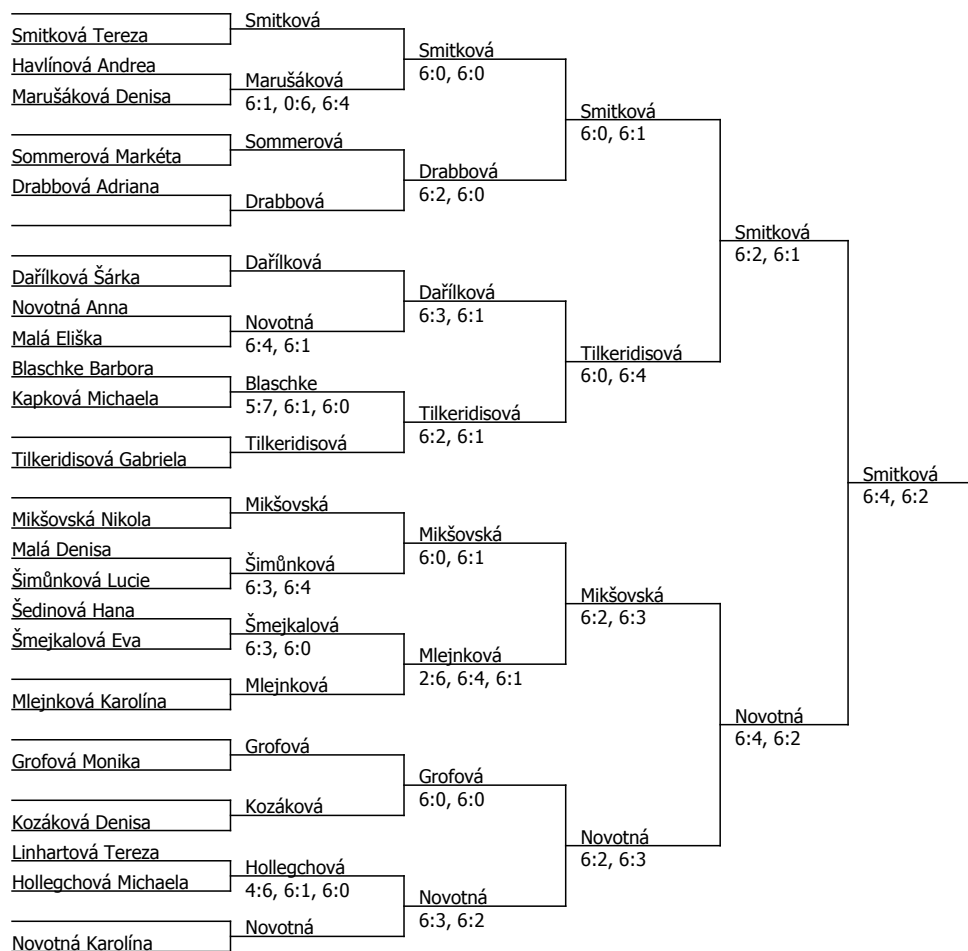 Smitková Tereza
Havlínová Andrea
Marušáková Denisa
Sommerová Markéta
Drabbová Adriana
Dařílková Šárka
Novotná Anna
Malá Eliška
Blaschke Barbora
Kapková Michaela
Tilkeridisová Gabriela
Mikšovská Nikola
Malá Denisa
Šimůnková Lucie
Šedinová Hana
Šmejkalová Eva
Mlejnková Karolína
Grofová Monika
Kozáková Denisa
Linhartová Tereza
Hollegchová Michaela
Novotná Karolína
Smitková
Marušáková
6:1, 0:6, 6:4
Sommerová
Drabbová
Dařílková
Novotná
6:4, 6:1
Blaschke
5:7, 6:1, 6:0
Tilkeridisová
Mikšovská
Šimůnková
6:3, 6:4
Šmejkalová
6:3, 6:0
Mlejnková
Grofová
Kozáková
Hollegchová
4:6, 6:1, 6:0
Novotná
Smitková
6:0, 6:0
Drabbová
6:2, 6:0
Dařílková
6:3, 6:1
Tilkeridisová
6:2, 6:1
Mikšovská
6:0, 6:1
Mlejnková
2:6, 6:4, 6:1
Grofová
6:0, 6:0
Novotná
6:3, 6:2
Smitková
6:0, 6:1
Tilkeridisová
6:0, 6:4
Mikšovská
6:2, 6:3
Novotná
6:2, 6:3
Smitková
6:2, 6:1
Novotná
6:4, 6:2
Smitková
6:4, 6:2